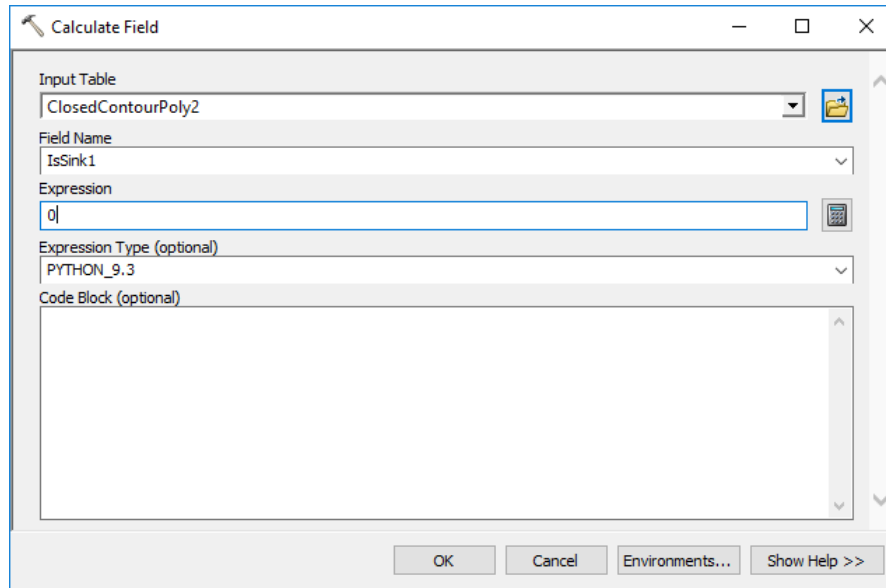 Calculate Field
Input Table
ClosedContourPoly2
Field Name
IsSink1
Expression
0
Expression Type (optional)
PYTHON_9.3
Code Block (optional)
OK Cancel Environments... Show Help >>